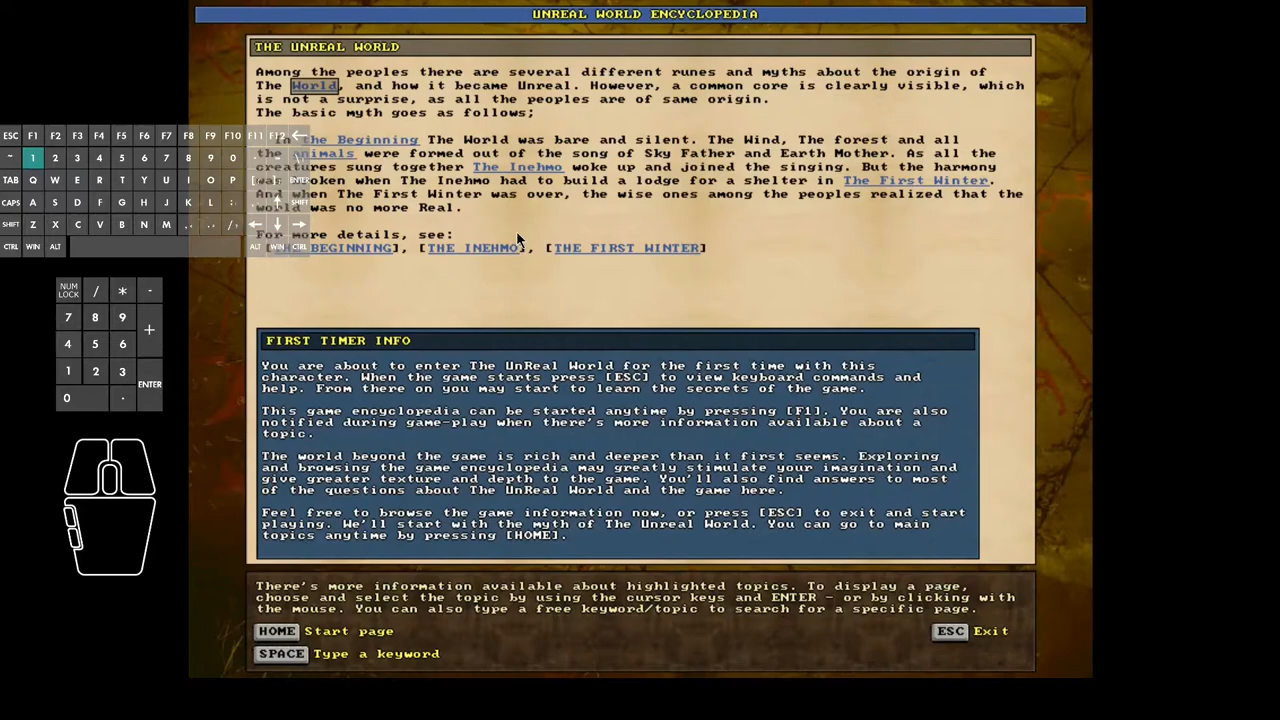 UNREAL WORLD ENCYCLOPEDIA
THE UNREAL WORLD
Among the peoples there are several different runes and myths about the origin of
The World, and how it became Unreal. However, a common core is clearly visible, which
is not a surprise, as all the peoples are of same origin.
The basic myth goes as follows;
In the Beginning The World was bare and silent. The Wind, The forest and all
the animals were formed out of the song of Sky Father and Earth Mother. As all the
creatures sung together The Inehmo woke up and joined the singing. But the harmony
was broken when The Inehmo had to build a lodge for a shelter in The First Winter.
And when The First Winter was over, the wise ones among the peoples realized that the
world was no more Real.
For more details, see:
BEGINNING], [THE INEHMO], [THE FIRST WINTER]
ESC F1 F2 F3 F4 F5 F6 F7 F8 F9 F10 F11 F12 ←
~ 1 2 3 4 5 6 7 8 9 0
TAB Q W E R T Y U I O P [ ] ENTER
CAPS A S D F G H J K L ; ↑ SHIFT
SHIFT Z X C V B N M , . / ← ↓ →
CTRL WIN ALT ALT WIN CTRL
NUM LOCK / * -
7 8 9 +
4 5 6
1 2 3 ENTER
0 .
FIRST TIMER INFO
You are about to enter The UnReal World for the first time with this
character. When the game starts press [ESC] to view keyboard commands and
help. From there on you may start to learn the secrets of the game.
This game encyclopedia can be started anytime by pressing [F1]. You are also
notified during game-play when there's more information available about a
topic.
The world beyond the game is rich and deeper than it first seems. Exploring
and browsing the game encyclopedia may greatly stimulate your imagination and
give greater texture and depth to the game. You'll also find answers to most
of the questions about The UnReal World and the game here.
Feel free to browse the game information now, or press [ESC] to exit and start
playing. We'll start with the myth of The Unreal World. You can go to main
topics anytime by pressing [HOME].
There's more information available about highlighted topics. To display a page,
choose and select the topic by using the cursor keys and ENTER - or by clicking with
the mouse. You can also type a free keyword/topic to search for a specific page.
HOME Start page
ESC Exit
SPACE Type a keyword